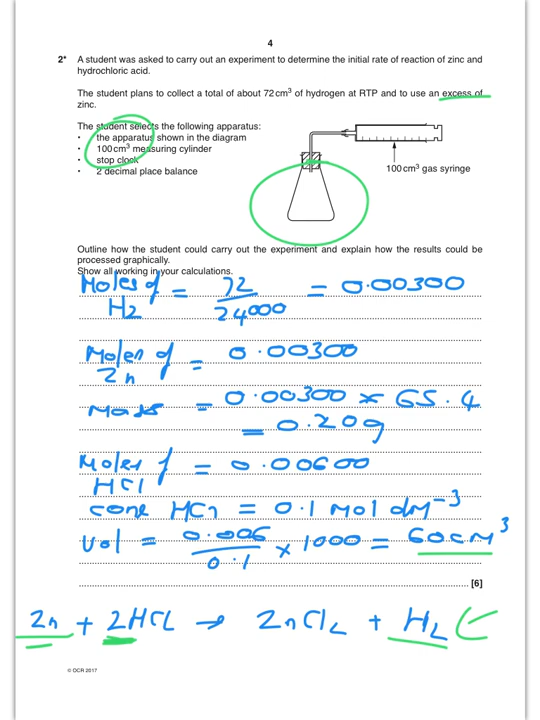 4
2* A student was asked to carry out an experiment to determine the initial rate of reaction of zinc and
hydrochloric acid.
The student plans to collect a total of about 72 cm³ of hydrogen at RTP and to use an excess of
zinc.
The student selects the following apparatus:
• the apparatus shown in the diagram
• 100 cm³ measuring cylinder
• stop clock
• 2 decimal place balance
100 cm³ gas syringe
Outline how the student could carry out the experiment and explain how the results could be
processed graphically.
Show all working in your calculations.
Moles of H2 = 72/24000 = 0.00300
Moles of Zn = 0.00300
Mass = 0.00300 × 65.4
= 0.20g
Moles of HCl = 0.00600
conc HCl = 0.1 mol dm⁻³
Vol = 0.006/0.1 × 1000 = 60cm³
[6]
Zn + 2HCl → ZnCl2 + H2
© OCR 2017